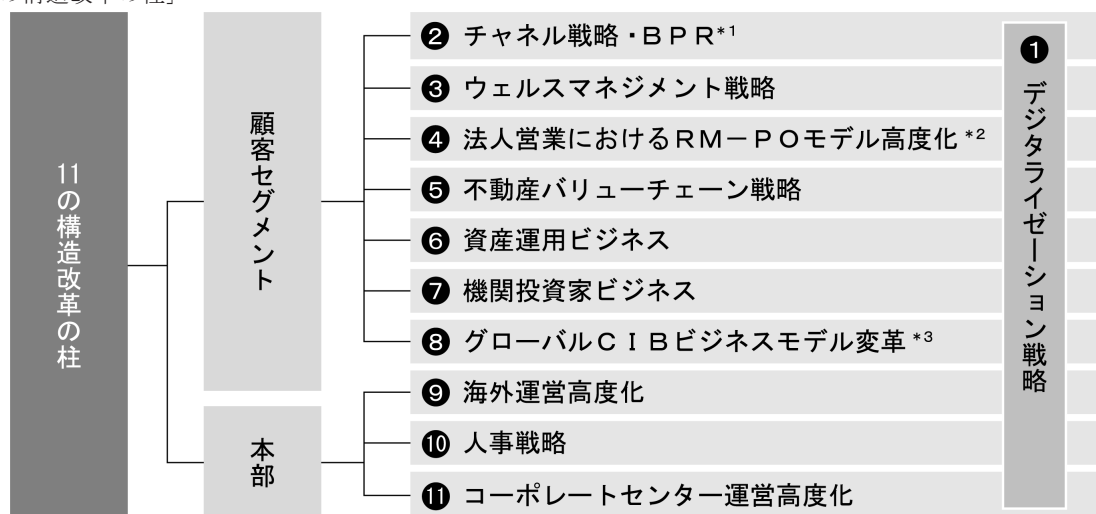 11の構造改革の柱
顧客セグメント
❷ チャネル戦略・ＢＰＲ*1
❸ ウェルスマネジメント戦略
❹ 法人営業におけるＲＭ－ＰＯモデル高度化 *2
❺ 不動産バリューチェーン戦略
❻ 資産運用ビジネス
❼ 機関投資家ビジネス
❽ グローバルＣＩＢビジネスモデル変革 *3
本部
❾ 海外運営高度化
❿ 人事戦略
⓫ コーポレートセンター運営高度化
❶ デジタライゼーション戦略